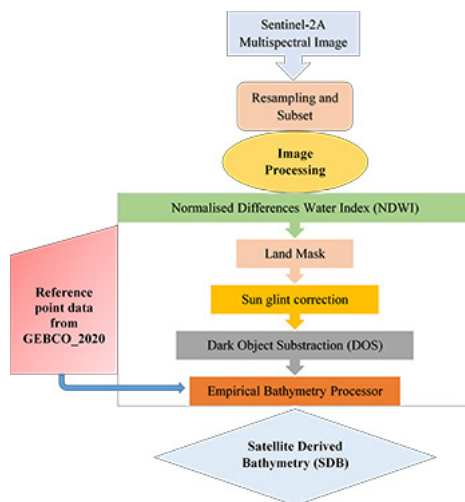 Sentinel-2A
Multispectral Image
Resampling and
Subset
Image
Processing
Normalised Differences Water Index (NDWI)
Land Mask
Reference
point data
from
GEBCO_2020
Sun glint correction
Dark Object Substraction (DOS)
Empirical Bathymetry Processor
Satellite Derived
Bathymetry (SDB)